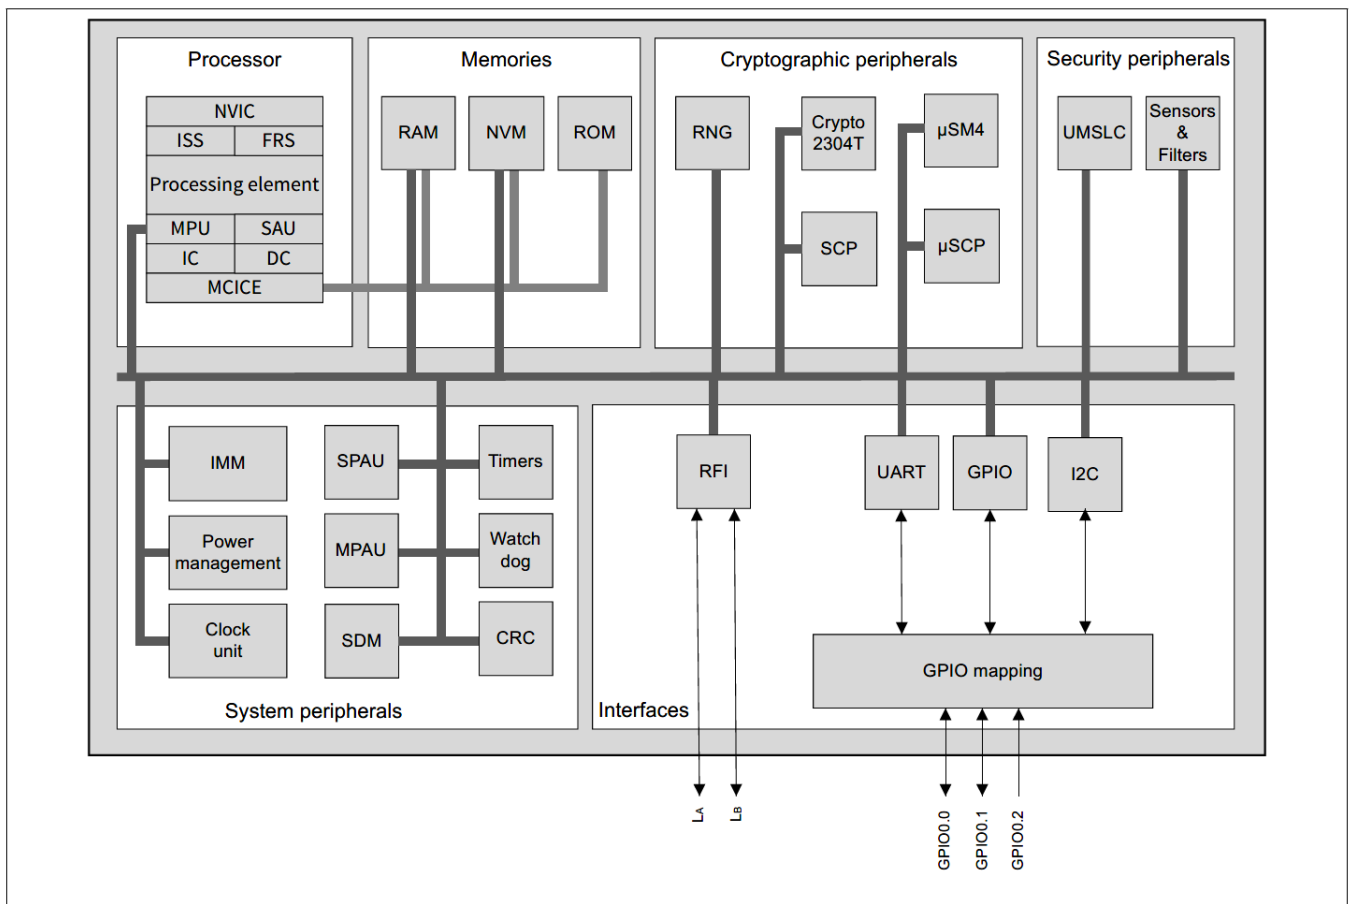 Processor
NVIC
ISS
FRS
Processing element
MPU
SAU
IC
DC
MCICE
Memories
RAM
NVM
ROM
Cryptographic peripherals
RNG
Crypto
2304T
µSM4
SCP
µSCP
Security peripherals
UMSLC
Sensors
&
Filters
IMM
Power
management
Clock
unit
SPAU
MPAU
SDM
Timers
Watch
dog
CRC
System peripherals
RFI
UART
GPIO
I2C
GPIO mapping
Interfaces
LA
LB
GPIO0.0
GPIO0.1
GPIO0.2